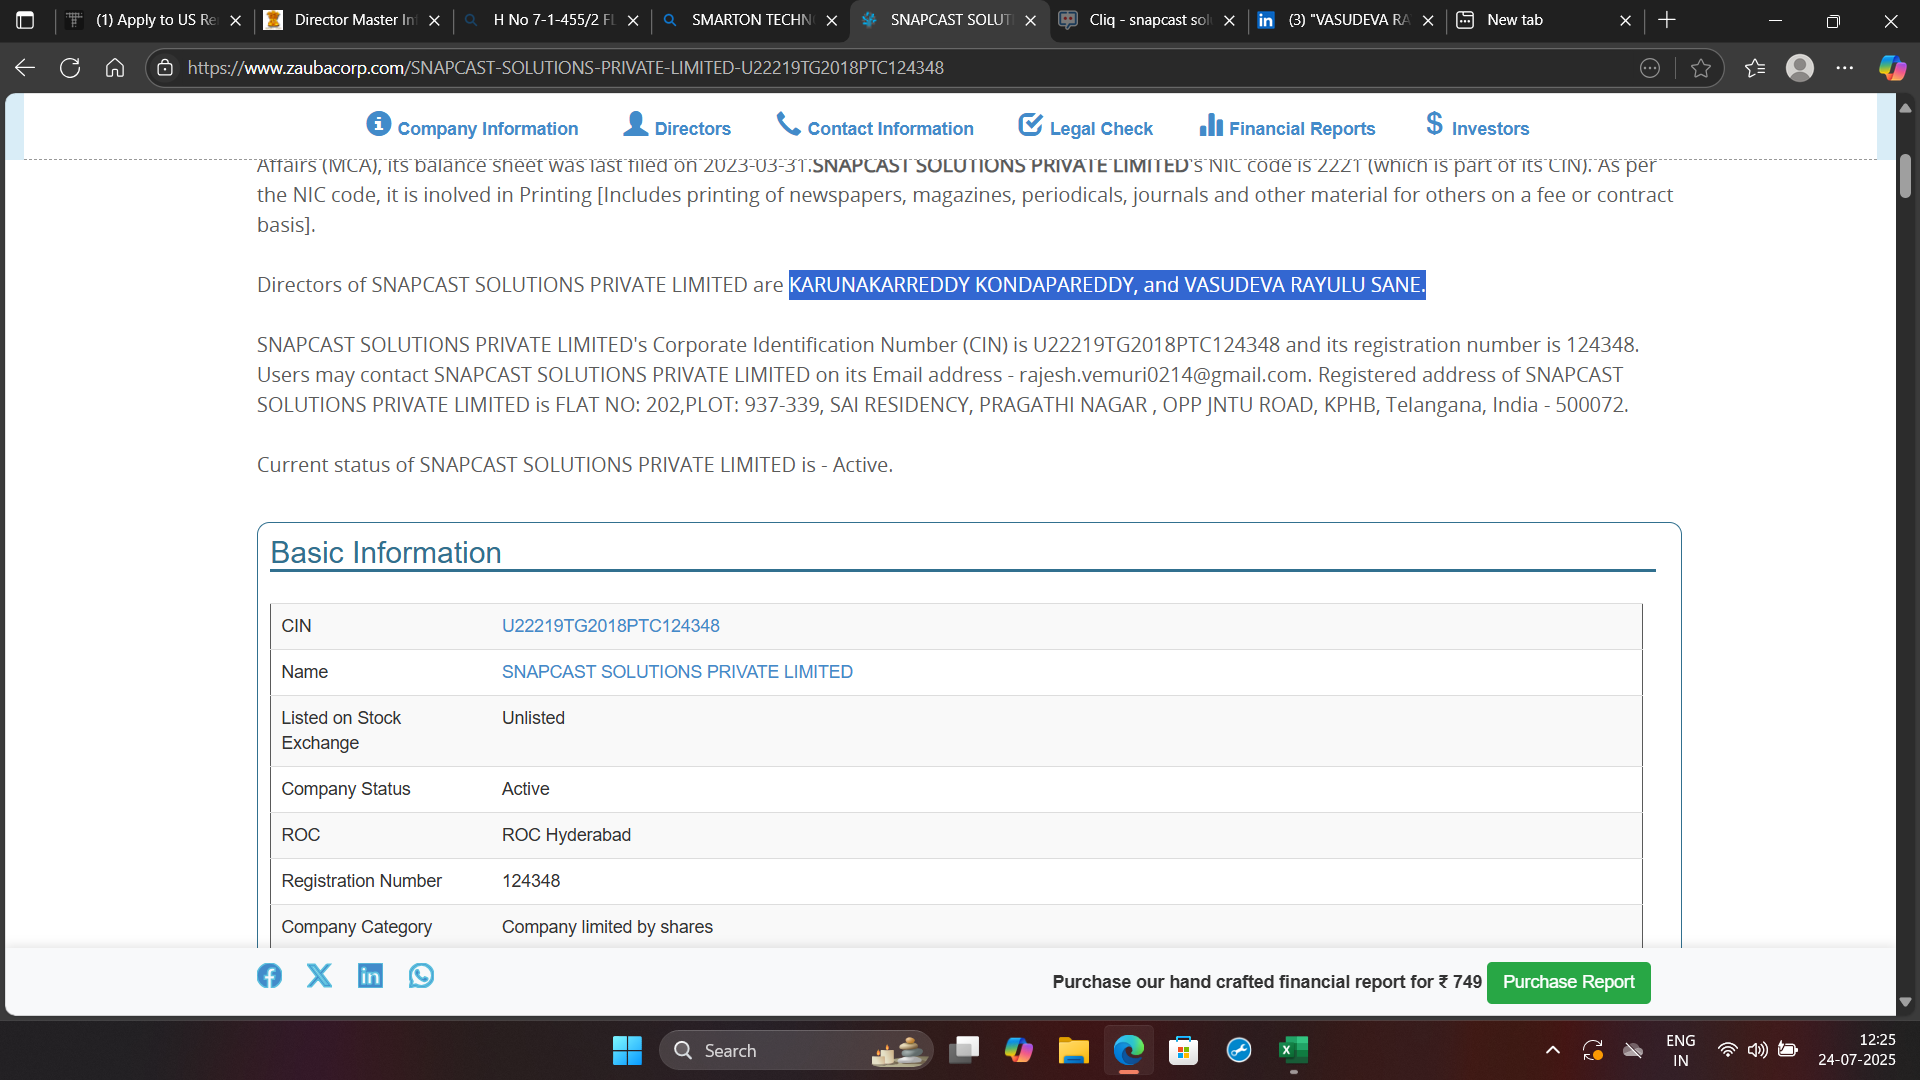 (1) Apply to US Re
Director Master In
H No 7-1-455/2 Fl
SMARTON TECHN
SNAPCAST SOLUT
Cliq - snapcast sol
(3) "VASUDEVA RA
New tab
https://www.zaubacorp.com/SNAPCAST-SOLUTIONS-PRIVATE-LIMITED-U22219TG2018PTC124348
Company Information
Directors
Contact Information
Legal Check
Financial Reports
Investors
Affairs (MCA), its balance sheet was last filed on 2023-03-31.SNAPCAST SOLUTIONS PRIVATE LIMITED's NIC code is 2221 (which is part of its CIN). As per
the NIC code, it is inolved in Printing [Includes printing of newspapers, magazines, periodicals, journals and other material for others on a fee or contract
basis].
Directors of SNAPCAST SOLUTIONS PRIVATE LIMITED are KARUNAKARREDDY KONDAPAREDDY, and VASUDEVA RAYULU SANE.
SNAPCAST SOLUTIONS PRIVATE LIMITED's Corporate Identification Number (CIN) is U22219TG2018PTC124348 and its registration number is 124348.
Users may contact SNAPCAST SOLUTIONS PRIVATE LIMITED on its Email address - rajesh.vemuri0214@gmail.com. Registered address of SNAPCAST
SOLUTIONS PRIVATE LIMITED is FLAT NO: 202,PLOT: 937-339, SAI RESIDENCY, PRAGATHI NAGAR , OPP JNTU ROAD, KPHB, Telangana, India - 500072.
Current status of SNAPCAST SOLUTIONS PRIVATE LIMITED is - Active.
Basic Information
CIN U22219TG2018PTC124348
Name SNAPCAST SOLUTIONS PRIVATE LIMITED
Listed on Stock Unlisted
Exchange
Company Status Active
ROC ROC Hyderabad
Registration Number 124348
Company Category Company limited by shares
Purchase our hand crafted financial report for ₹ 749 Purchase Report
Search
ENG
IN
12:25
24-07-2025